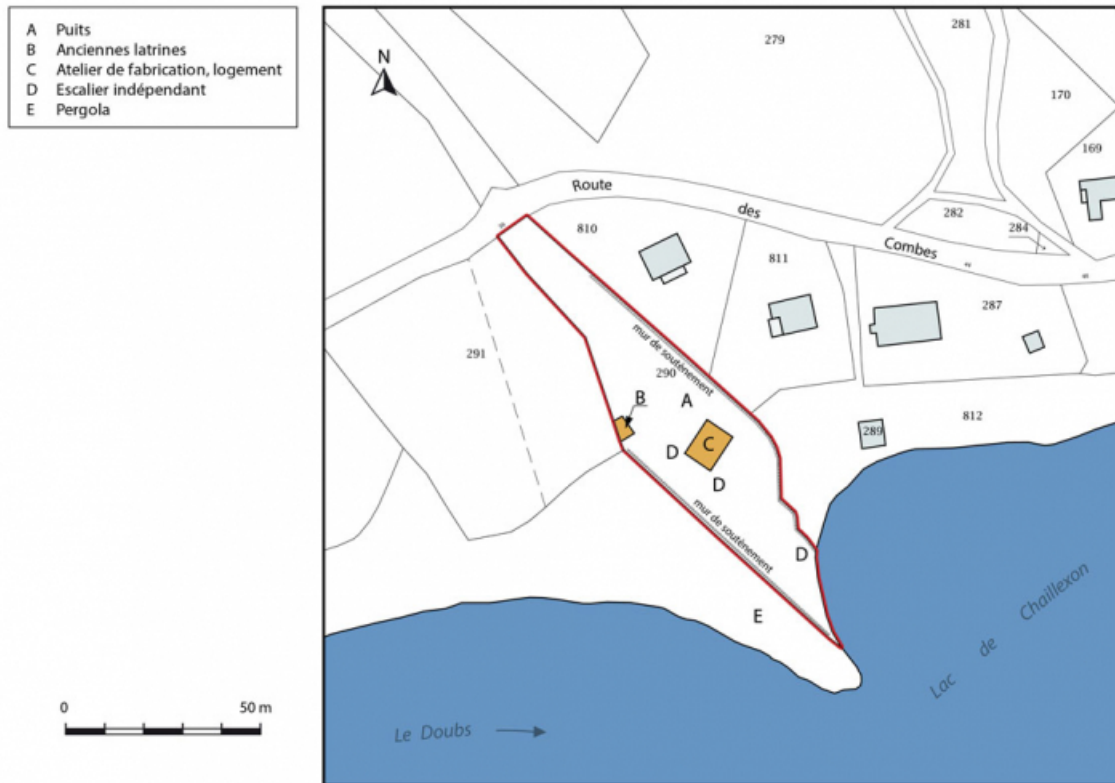 A Puits
B Anciennes latrines
C Atelier de fabrication, logement
D Escalier indépendant
E Pergola
N
279
281
170
169
Route
des
Combes
282
284
810
811
287
291
mur de soutènement
290
A
B
C
D
D
289
812
mur de soutènement
D
E
Lac de Chaillexon
Le Doubs
0 50 m